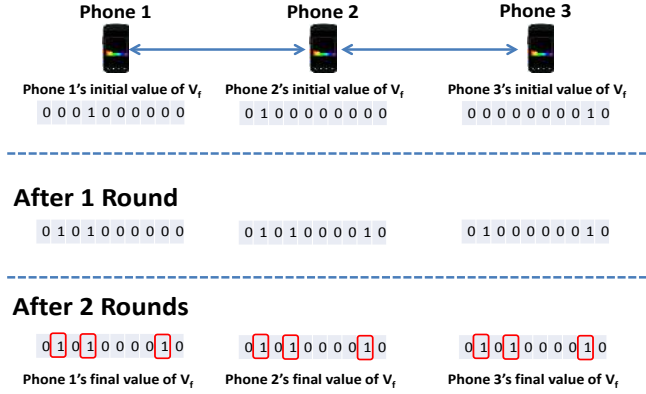 Phone 1 Phone 2 Phone 3
Phone 1's initial value of Vf Phone 2's initial value of Vf Phone 3's initial value of Vf
0 0 0 1 0 0 0 0 0 0 0 1 0 0 0 0 0 0 0 0 0 0 0 0 0 0 0 0 1 0
After 1 Round
0 1 0 1 0 0 0 0 0 0 0 1 0 1 0 0 0 0 1 0 0 1 0 0 0 0 0 0 1 0
After 2 Rounds
0 1 0 1 0 0 0 0 1 0 0 1 0 1 0 0 0 0 1 0 0 1 0 1 0 0 0 0 1 0
Phone 1's final value of Vf Phone 2's final value of Vf Phone 3's final value of Vf